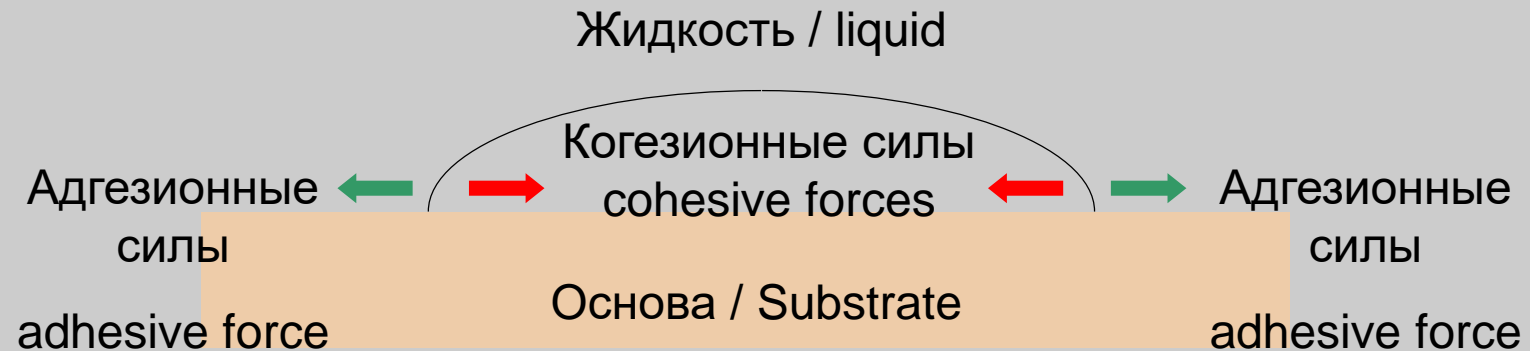 Жидкость / liquid
Когезионные силы
cohesive forces
Адгезионные
силы
adhesive force
Адгезионные
силы
adhesive force
Основа / Substrate